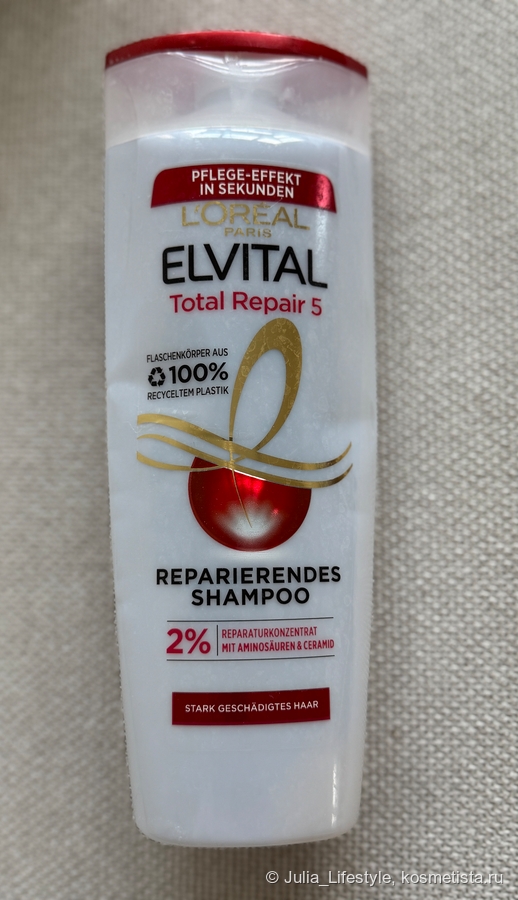 PFLEGE-EFFEKT
IN SEKUNDEN
L'ORÉAL
PARIS
ELVITAL
Total Repair 5
FLASCHENKÖRPER AUS
100%
RECYCELTEM PLASTIK
REPARIERENDES
SHAMPOO
2%
REPARATURKONZENTRAT
MIT AMINOSÄUREN & CERAMID
STARK GESCHÄDIGTES HAAR
© Julia_Lifestyle, kosmetista.ru